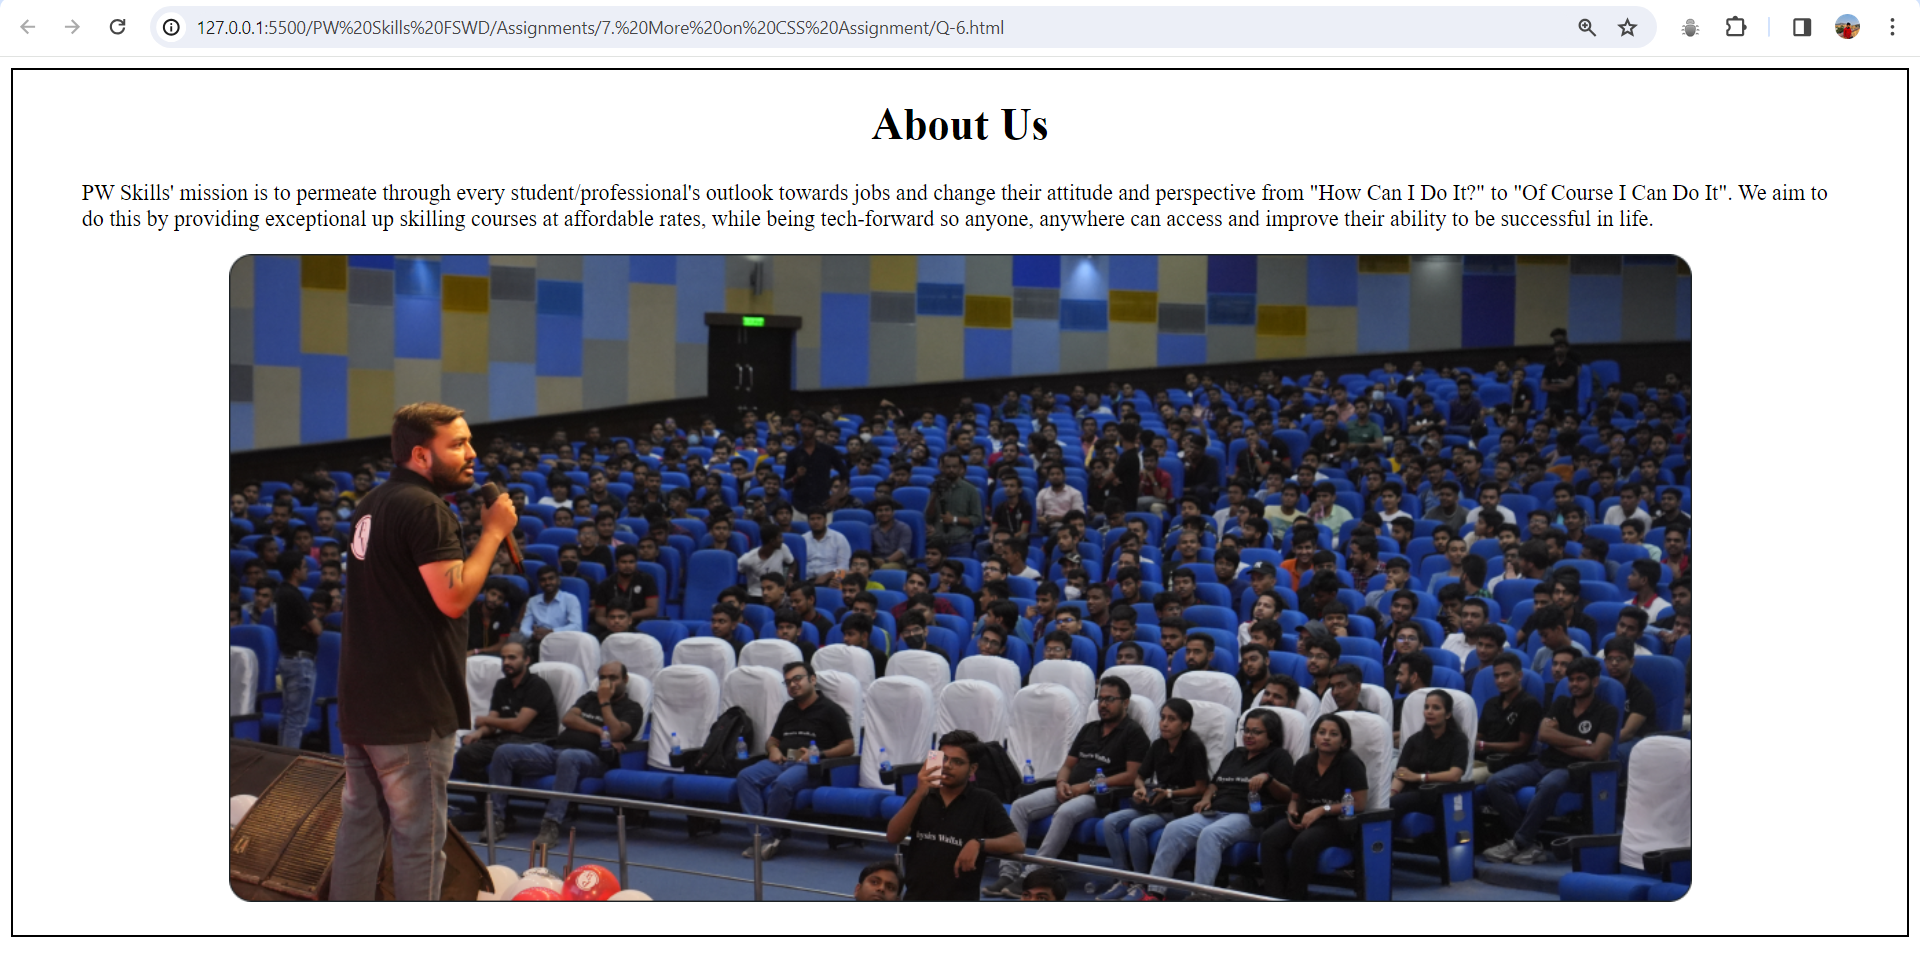 127.0.0.1:5500/PW%20Skills%20FSWD/Assignments/7.%20More%20on%20CSS%20Assignment/Q-6.html
About Us
PW Skills' mission is to permeate through every student/professional's outlook towards jobs and change their attitude and perspective from "How Can I Do It?" to "Of Course I Can Do It". We aim to
do this by providing exceptional up skilling courses at affordable rates, while being tech-forward so anyone, anywhere can access and improve their ability to be successful in life.